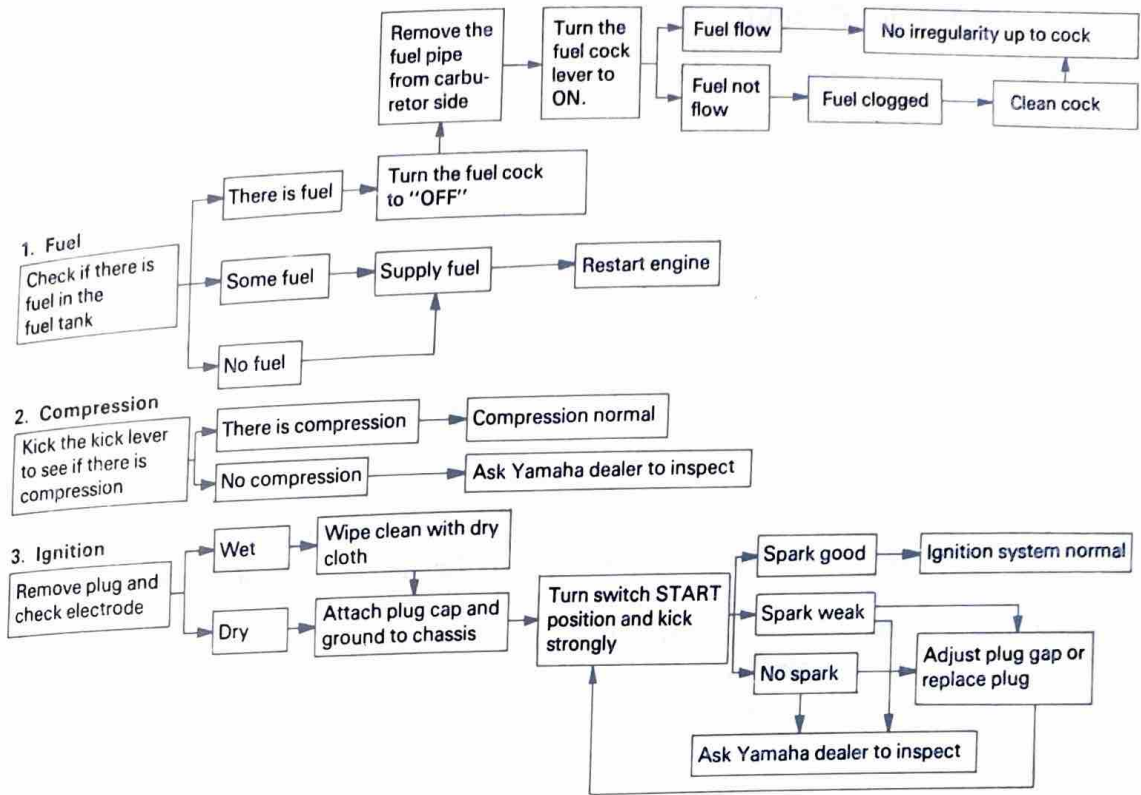 Remove the
fuel pipe
from carbu-
retor side
Turn the
fuel cock
lever to
ON.
Fuel flow
No irregularity up to cock
Fuel not
flow
Fuel clogged
Clean cock
There is fuel
Turn the fuel cock
to "OFF"
1. Fuel
Check if there is
fuel in the
fuel tank
Some fuel
Supply fuel
Restart engine
No fuel
2. Compression
Kick the kick lever
to see if there is
compression
There is compression
Compression normal
No compression
Ask Yamaha dealer to inspect
3. Ignition
Remove plug and
check electrode
Wet
Wipe clean with dry
cloth
Dry
Attach plug cap and
ground to chassis
Turn switch START
position and kick
strongly
Spark good
Ignition system normal
Spark weak
No spark
Adjust plug gap or
replace plug
Ask Yamaha dealer to inspect